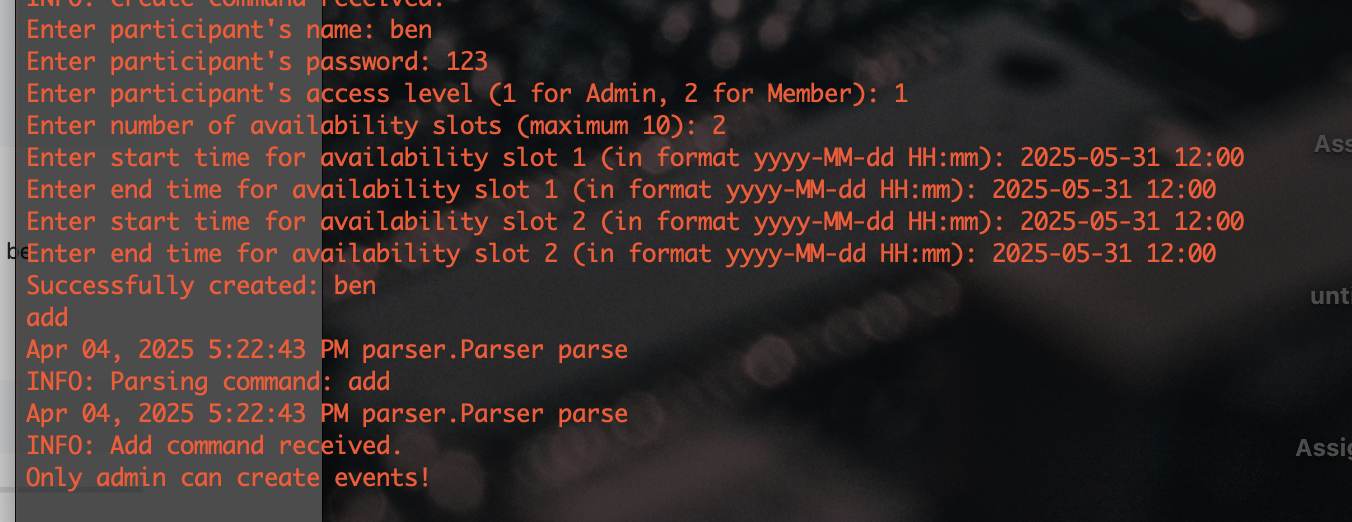 INFO: Create command received.
Enter participant's name: ben
Enter participant's password: 123
Enter participant's access level (1 for Admin, 2 for Member): 1
Enter number of availability slots (maximum 10): 2
Enter start time for availability slot 1 (in format yyyy-MM-dd HH:mm): 2025-05-31 12:00
Enter end time for availability slot 1 (in format yyyy-MM-dd HH:mm): 2025-05-31 12:00
Enter start time for availability slot 2 (in format yyyy-MM-dd HH:mm): 2025-05-31 12:00
Enter end time for availability slot 2 (in format yyyy-MM-dd HH:mm): 2025-05-31 12:00
Successfully created: ben
add
Apr 04, 2025 5:22:43 PM parser.Parser parse
INFO: Parsing command: add
Apr 04, 2025 5:22:43 PM parser.Parser parse
INFO: Add command received.
Only admin can create events!